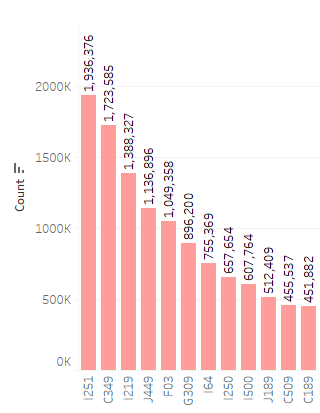 Count
2000K
1500K
1000K
500K
0K
1,936,376
1,723,585
1,388,327
1,136,896
1,049,358
896,200
755,369
657,654
607,764
512,409
455,537
451,882
I251
C349
I219
J449
F03
G309
I64
I250
I500
J189
C509
C189